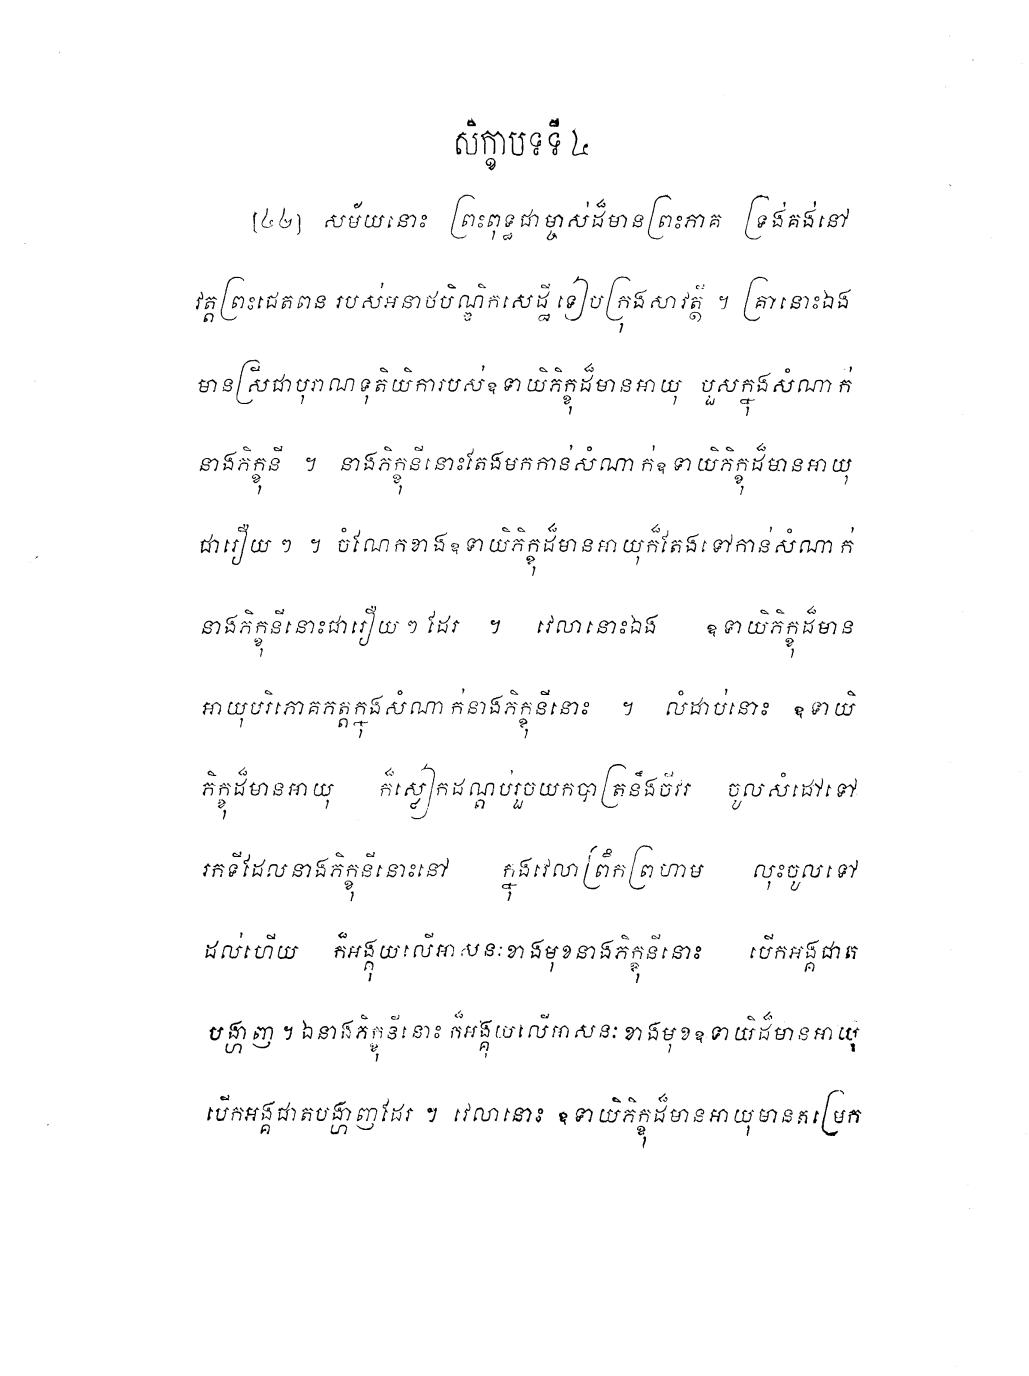 សិក្ខាបទទី ៤
[៤៤] សម័យនោះ ព្រះពុទ្ធជាម្ចាស់ដ៏មានព្រះភាគ ទ្រង់គង់នៅ
វត្តព្រះជេតពន របស់អនាថបិណ្ឌិកសេដ្ឋី ទៀបក្រុងសាវត្ថី ។ គ្រានោះឯង
មានស្រីជាបុរាណទុតិយិការបស់ឧទាយិភិក្ខុដ៏មានអាយុ បួសក្នុងសំណាក់
នាងភិក្ខុនី ។ នាងភិក្ខុនីនោះតែងមកកាន់សំណាក់ឧទាយិភិក្ខុដ៏មានអាយុ
ជារឿយ ៗ ។ ចំណែកខាងឧទាយិភិក្ខុដ៏មានអាយុក៏តែងទៅកាន់សំណាក់
នាងភិក្ខុនីនោះជារឿយ ៗ ដែរ ។ វេលានោះឯង ឧទាយិភិក្ខុដ៏មាន
អាយុបរិភោគភត្តក្នុងសំណាក់នាងភិក្ខុនីនោះ ។ លំដាប់នោះ ឧទាយិ
ភិក្ខុដ៏មានអាយុ ក៏ស្លៀកដណ្តប់រួចយកបាត្រនឹងចីវរ ចូលសំដៅទៅ
រកទីដែលនាងភិក្ខុនីនោះនៅ ក្នុងវេលាព្រឹកព្រហាម លុះចូលទៅ
ដល់ហើយ ក៏អង្គុយលើអាសនៈខាងមុខនាងភិក្ខុនីនោះ បើកអង្គជាត
បង្ហាញ ។ ឯនាងភិក្ខុនីនោះ ក៏អង្គុយលើអាសនៈខាងមុខឧទាយិដ៏មានអាយុ
បើកអង្គជាតបង្ហាញដែរ ។ វេលានោះ ឧទាយិភិក្ខុដ៏មានអាយុមានតម្រេក